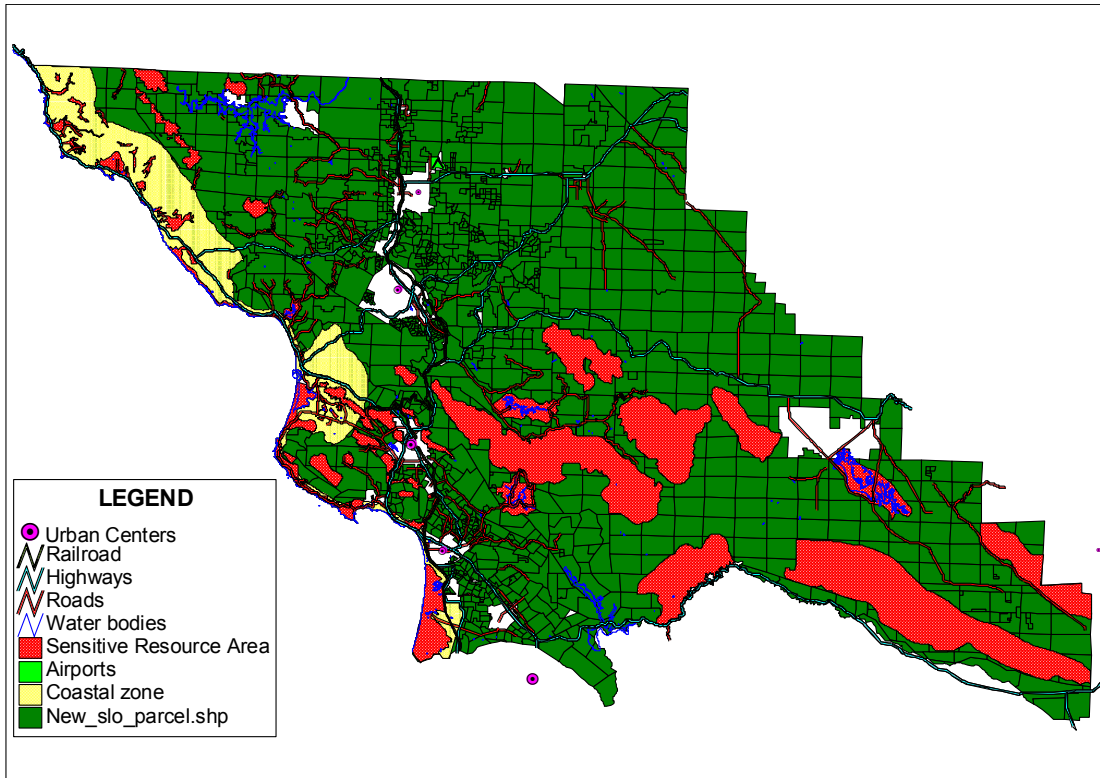 LEGEND
Urban Centers
Railroad
Highways
Roads
Water bodies
Sensitive Resource Area
Airports
Coastal zone
New_slo_parcel.shp